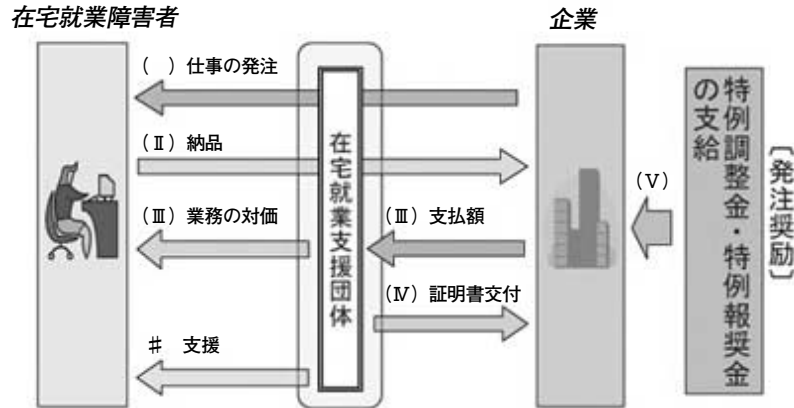 在宅就業障害者
企業
( ) 仕事の発注
(Ⅱ) 納品
(Ⅲ) 業務の対価
♯ 支援
在宅就業支援団体
(Ⅲ) 支払額
(Ⅳ) 証明書交付
(Ⅴ)
特例調整金・特例報奨金
の支給
〔発注奨励〕